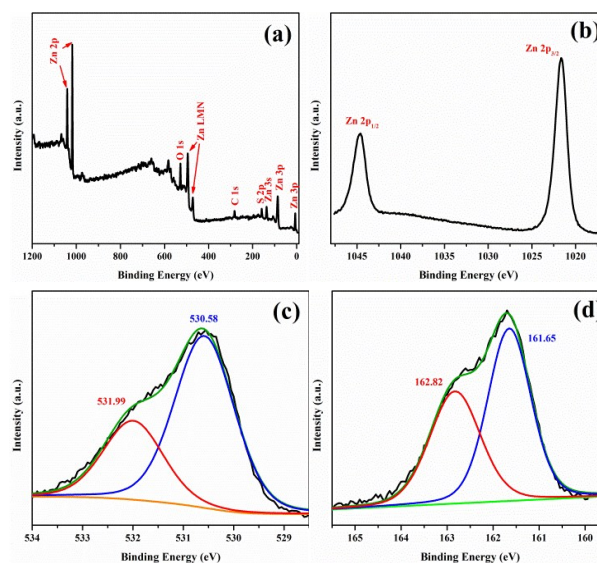 (a)
Zn 2p
O 1s
Zn LMN
C 1s
S 2p
Zn 3s
Zn 3p
Zn 3p
Intensity (a.u.)
1200 1000 800 600 400 200 0
Binding Energy (eV)
(b)
Zn 2p1/2
Zn 2p3/2
Intensity (a.u.)
1045 1040 1035 1030 1025 1020
Binding Energy (eV)
(c)
530.58
531.99
Intensity (a.u.)
534 533 532 531 530 529
Binding Energy (eV)
(d)
161.65
162.82
Intensity (a.u.)
165 164 163 162 161 160
Binding Energy (eV)